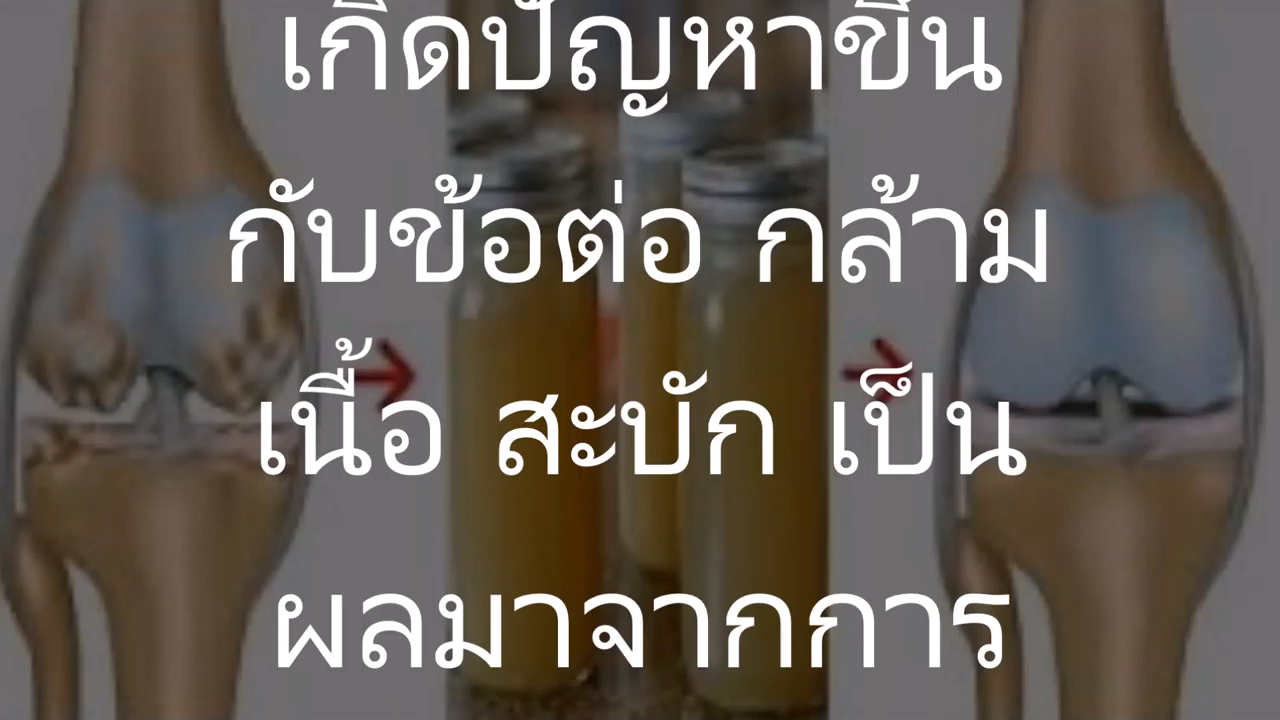 เกิดปัญหาขึ้น
กับข้อต่อ กล้าม
เนื้อ สะบัก เป็น
ผลมาจากการ